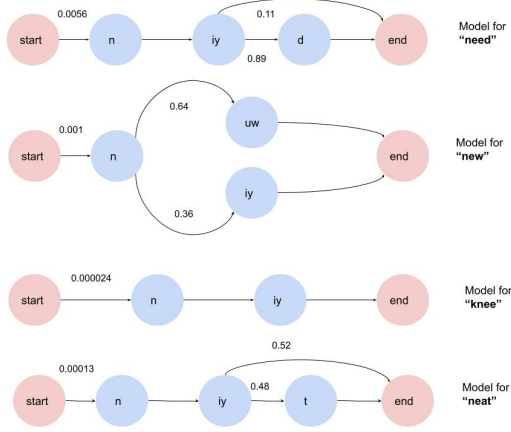 0.0056 0.11
start n iy d end
0.89
Model for
"need"
0.64
uw
0.001
start n end
iy
0.36
Model for
"new"
0.000024
start n iy end
Model for
"knee"
0.52
0.00013 0.48
start n iy t end
Model for
"neat"